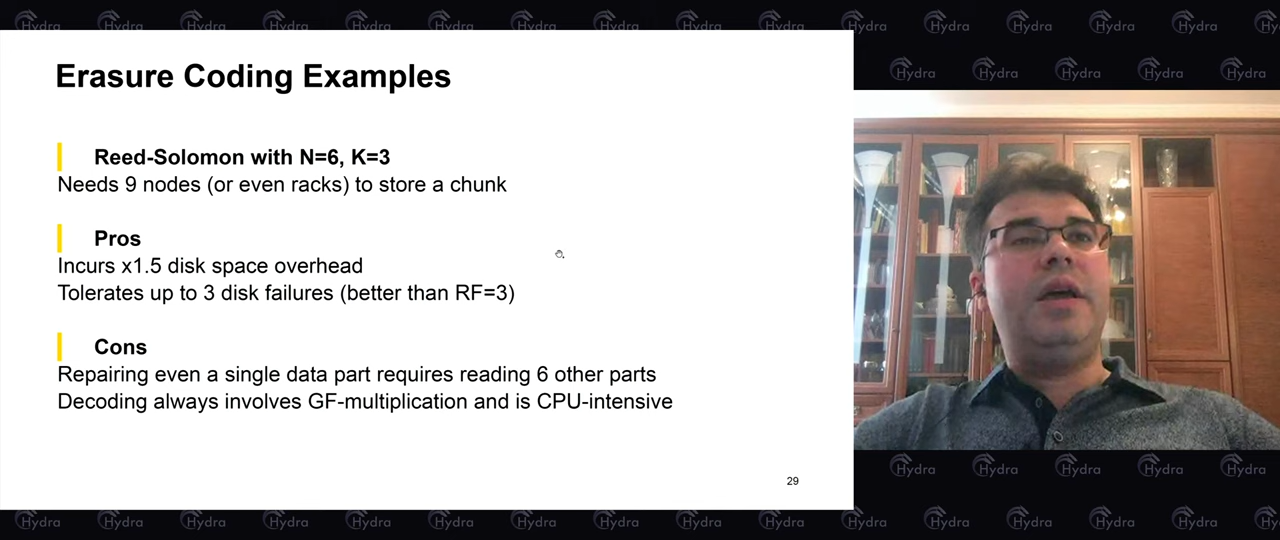 Erasure Coding Examples
Reed-Solomon with N=6, K=3
Needs 9 nodes (or even racks) to store a chunk
Pros
Incurs x1.5 disk space overhead
Tolerates up to 3 disk failures (better than RF=3)
Cons
Repairing even a single data part requires reading 6 other parts
Decoding always involves GF-multiplication and is CPU-intensive
29
Hydra